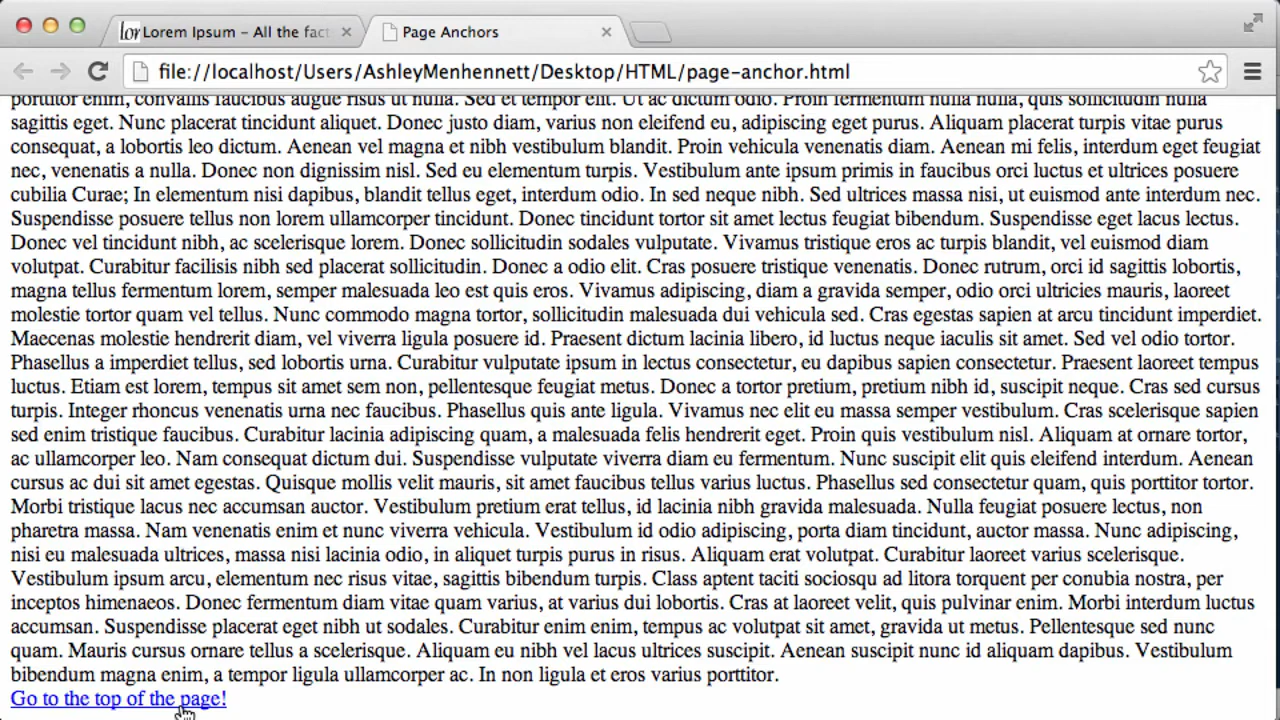 lor Lorem Ipsum - All the fact
Page Anchors
file://localhost/Users/AshleyMenhennett/Desktop/HTML/page-anchor.html
porttitor enim, convallis faucibus augue risus ut nulla. Sed et tempor elit. Ut ac dictum odio. Proin fermentum nulla nulla, quis sollicitudin nulla
sagittis eget. Nunc placerat tincidunt aliquet. Donec justo diam, varius non eleifend eu, adipiscing eget purus. Aliquam placerat turpis vitae purus
consequat, a lobortis leo dictum. Aenean vel magna et nibh vestibulum blandit. Proin vehicula venenatis diam. Aenean mi felis, interdum eget feugiat
nec, venenatis a nulla. Donec non dignissim nisl. Sed eu elementum turpis. Vestibulum ante ipsum primis in faucibus orci luctus et ultrices posuere
cubilia Curae; In elementum nisi dapibus, blandit tellus eget, interdum odio. In sed neque nibh. Sed ultrices massa nisi, ut euismod ante interdum nec.
Suspendisse posuere tellus non lorem ullamcorper tincidunt. Donec tincidunt tortor sit amet lectus feugiat bibendum. Suspendisse eget lacus lectus.
Donec vel tincidunt nibh, ac scelerisque lorem. Donec sollicitudin sodales vulputate. Vivamus tristique eros ac turpis blandit, vel euismod diam
volutpat. Curabitur facilisis nibh sed placerat sollicitudin. Donec a odio elit. Cras posuere tristique venenatis. Donec rutrum, orci id sagittis lobortis,
magna tellus fermentum lorem, semper malesuada leo est quis eros. Vivamus adipiscing, diam a gravida semper, odio orci ultricies mauris, laoreet
molestie tortor quam vel tellus. Nunc commodo magna tortor, sollicitudin malesuada dui vehicula sed. Cras egestas sapien at arcu tincidunt imperdiet.
Maecenas molestie hendrerit diam, vel viverra ligula posuere id. Praesent dictum lacinia libero, id luctus neque iaculis sit amet. Sed vel odio tortor.
Phasellus a imperdiet tellus, sed lobortis urna. Curabitur vulputate ipsum in lectus consectetur, eu dapibus sapien consectetur. Praesent laoreet tempus
luctus. Etiam est lorem, tempus sit amet sem non, pellentesque feugiat metus. Donec a tortor pretium, pretium nibh id, suscipit neque. Cras sed cursus
turpis. Integer rhoncus venenatis urna nec faucibus. Phasellus quis ante ligula. Vivamus nec elit eu massa semper vestibulum. Cras scelerisque sapien
sed enim tristique faucibus. Curabitur lacinia adipiscing quam, a malesuada felis hendrerit eget. Proin quis vestibulum nisl. Aliquam at ornare tortor,
ac ullamcorper leo. Nam consequat dictum dui. Suspendisse vulputate viverra diam eu fermentum. Nunc suscipit elit quis eleifend interdum. Aenean
cursus ac dui sit amet egestas. Quisque mollis velit mauris, sit amet faucibus tellus varius luctus. Phasellus sed consectetur quam, quis porttitor tortor.
Morbi tristique lacus nec accumsan auctor. Vestibulum pretium erat tellus, id lacinia nibh gravida malesuada. Nulla feugiat posuere lectus, non
pharetra massa. Nam venenatis enim et nunc viverra vehicula. Vestibulum id odio adipiscing, porta diam tincidunt, auctor massa. Nunc adipiscing,
nisi eu malesuada ultrices, massa nisi lacinia odio, in aliquet turpis purus in risus. Aliquam erat volutpat. Curabitur laoreet varius scelerisque.
Vestibulum ipsum arcu, elementum nec risus vitae, sagittis bibendum turpis. Class aptent taciti sociosqu ad litora torquent per conubia nostra, per
inceptos himenaeos. Donec fermentum diam vitae quam varius, at varius dui lobortis. Cras at laoreet velit, quis pulvinar enim. Morbi interdum luctus
accumsan. Suspendisse placerat eget nibh ut sodales. Curabitur enim enim, tempus ac volutpat sit amet, gravida ut metus. Pellentesque sed nunc
quam. Mauris cursus ornare tellus a scelerisque. Aliquam eu nibh vel lacus ultrices suscipit. Aenean suscipit nunc id aliquam dapibus. Vestibulum
bibendum magna enim, a tempor ligula ullamcorper ac. In non ligula et eros varius porttitor.
Go to the top of the page!